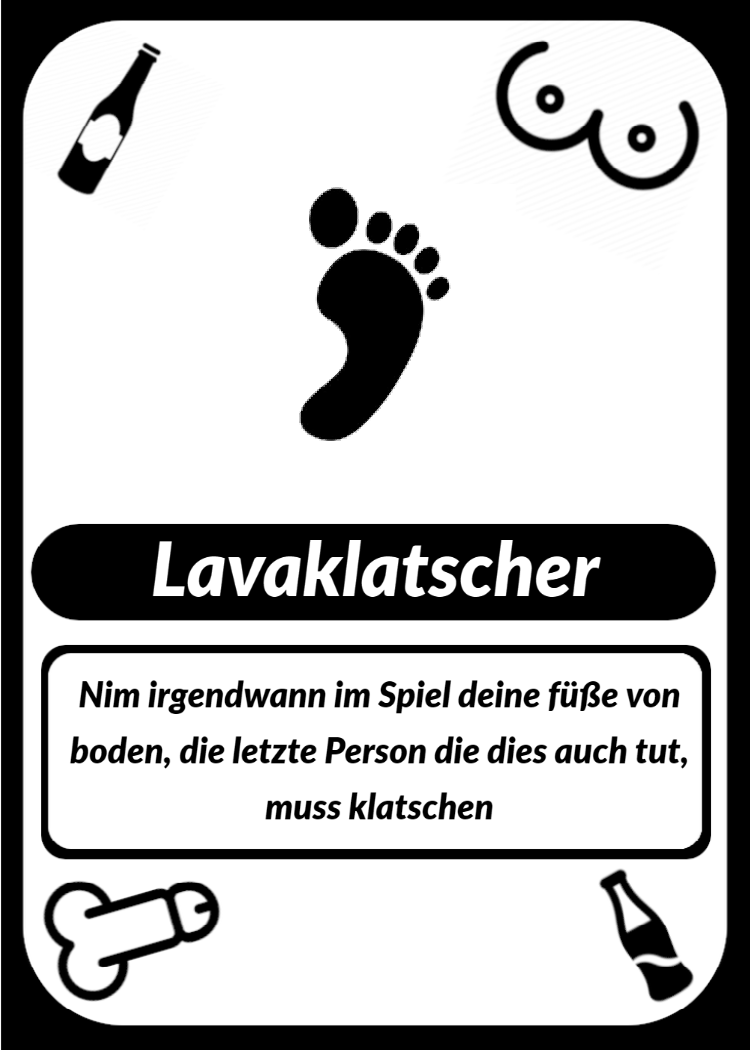 Lavaklatscher
Nim irgendwann im Spiel deine füße von
boden, die letzte Person die dies auch tut,
muss klatschen